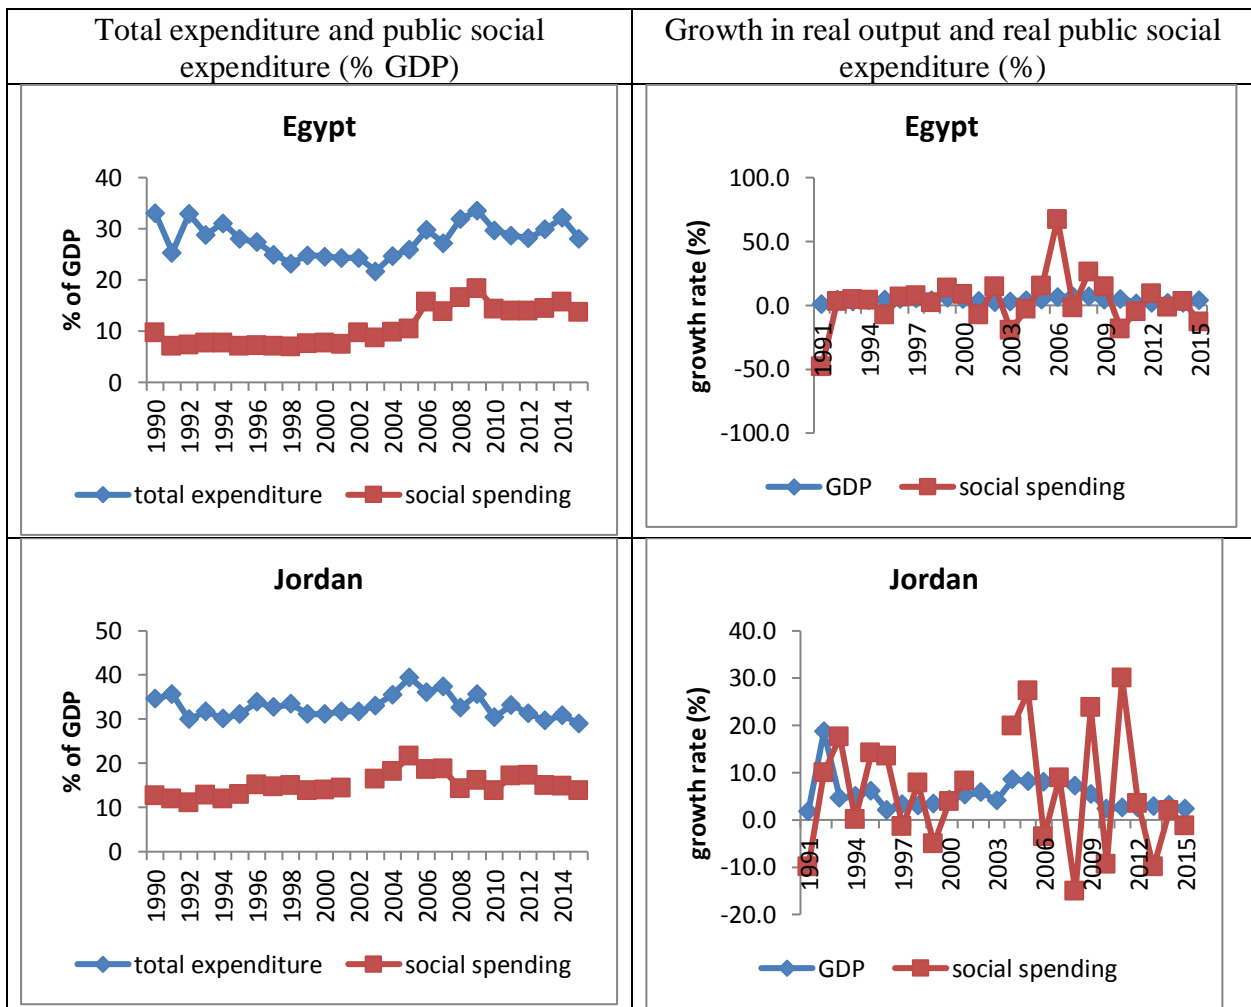 Total expenditure and public social
expenditure (% GDP)
Growth in real output and real public social
expenditure (%)
Egypt
% of GDP
40
30
20
10
0
1990 1992 1994 1996 1998 2000 2002 2004 2006 2008 2010 2012 2014
total expenditure social spending
Egypt
growth rate (%)
100.0
50.0
0.0
-50.0
-100.0
1991 1994 1997 2000 2003 2006 2009 2012 2015
GDP social spending
Jordan
% of GDP
50
40
30
20
10
0
1990 1992 1994 1996 1998 2000 2002 2004 2006 2008 2010 2012 2014
total expenditure social spending
Jordan
growth rate (%)
40.0
30.0
20.0
10.0
0.0
-10.0
-20.0
1991 1994 1997 2000 2003 2006 2009 2012 2015
GDP social spending